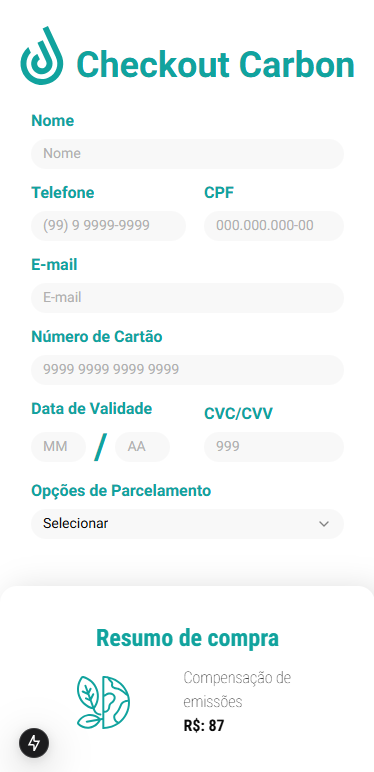 Checkout Carbon
Nome
Nome
Telefone CPF
(99) 9 9999-9999 000.000.000-00
E-mail
E-mail
Número de Cartão
9999 9999 9999 9999
Data de Validade CVC/CVV
MM / AA 999
Opções de Parcelamento
Selecionar
Resumo de compra
Compensação de
emissões
R$: 87